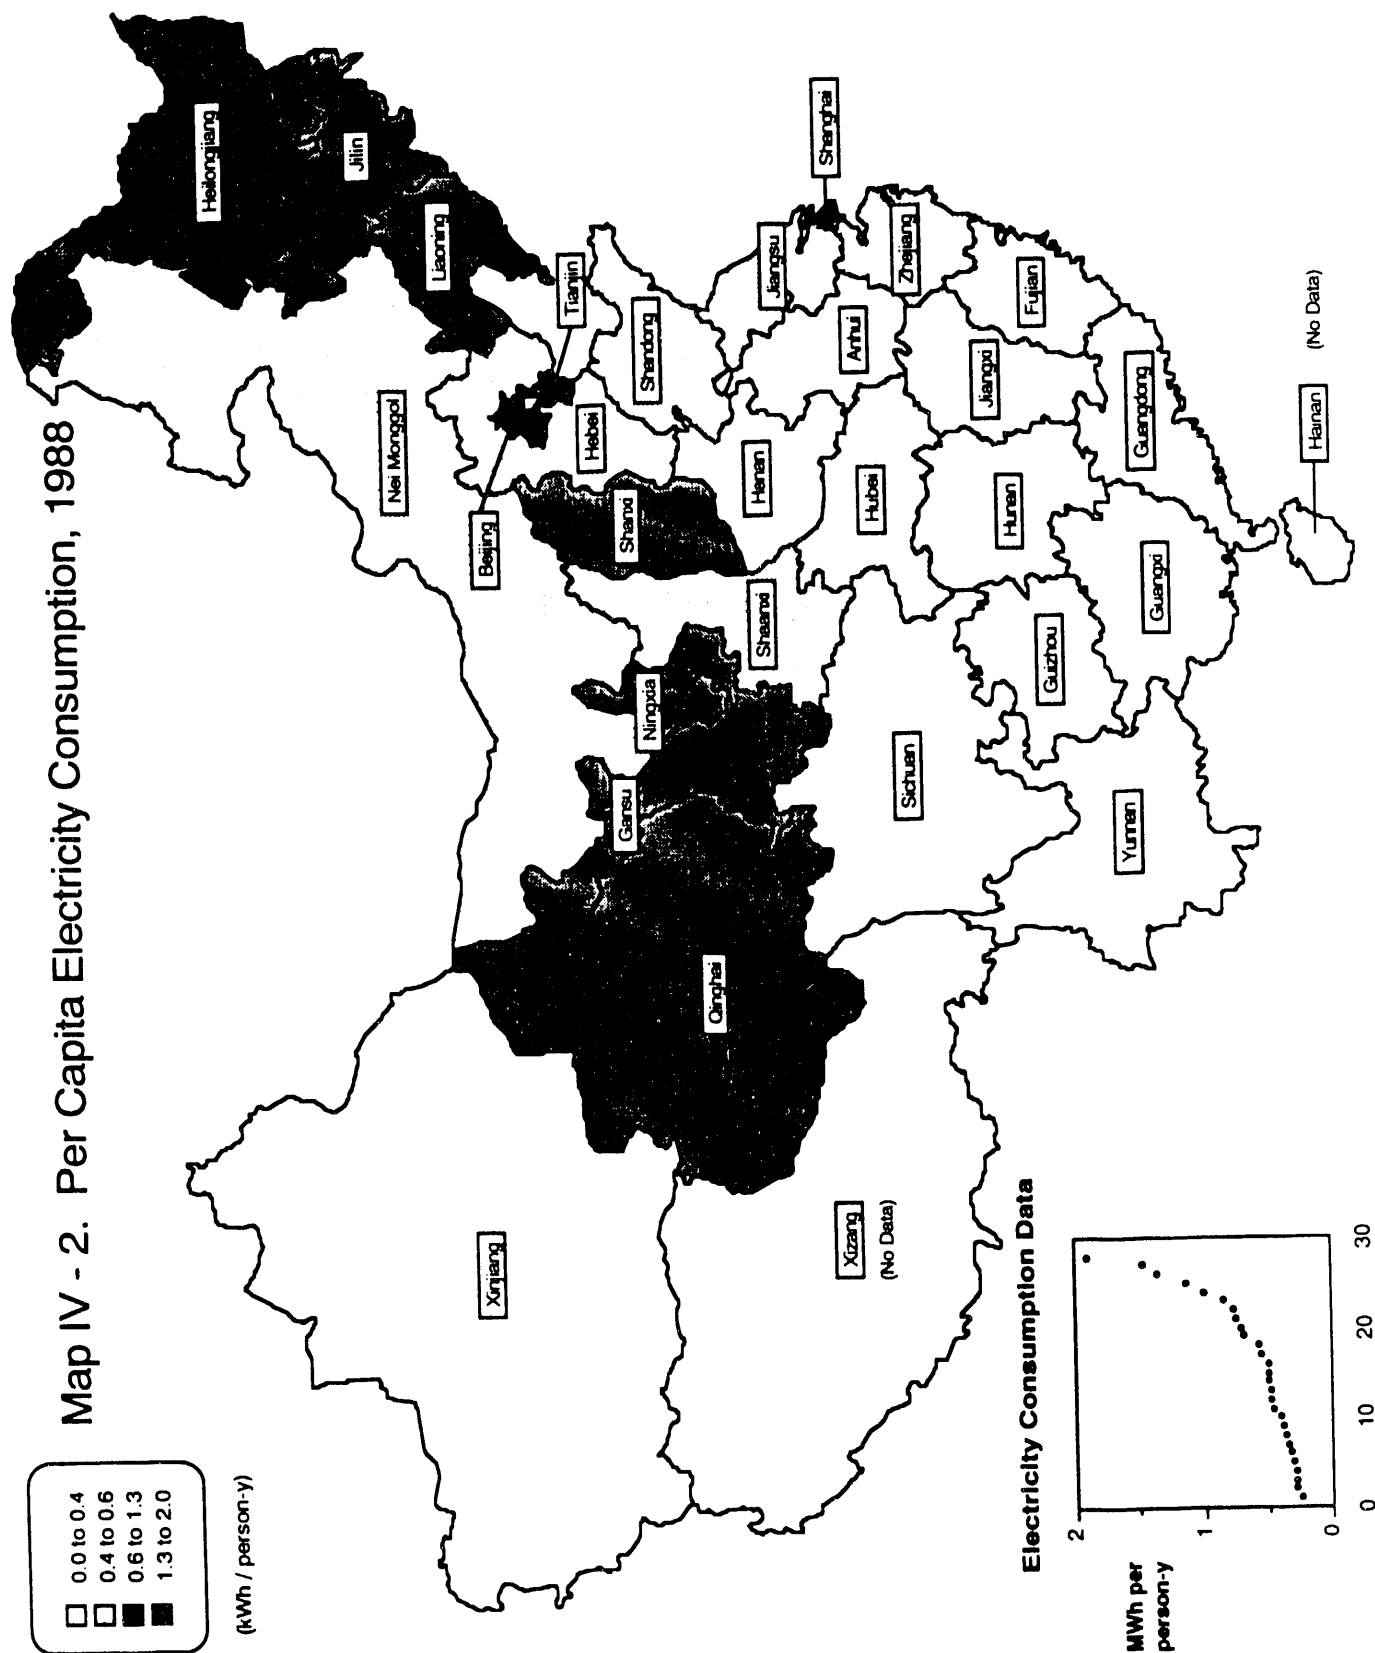 Map IV - 2. Per Capita Electricity Consumption, 1988
0.0 to 0.4
0.4 to 0.6
0.6 to 1.3
1.3 to 2.0
(kWh / person-y)
Heilongjiang
Jilin
Liaoning
Nei Monggol
Xinjiang
Beijing
Tianjin
Hebei
Shanxi
Shandong
Ningxia
Gansu
Qinghai
Shaanxi
Henan
Jiangsu
Shanghai
Anhui
Zhejiang
Hubei
Sichuan
Xizang
(No Data)
Jiangxi
Hunan
Fujian
Guizhou
Yunnan
Guangxi
Guangdong
Hainan
(No Data)
Electricity Consumption Data
MWh per
person-y
2
1
0
0
10
20
30